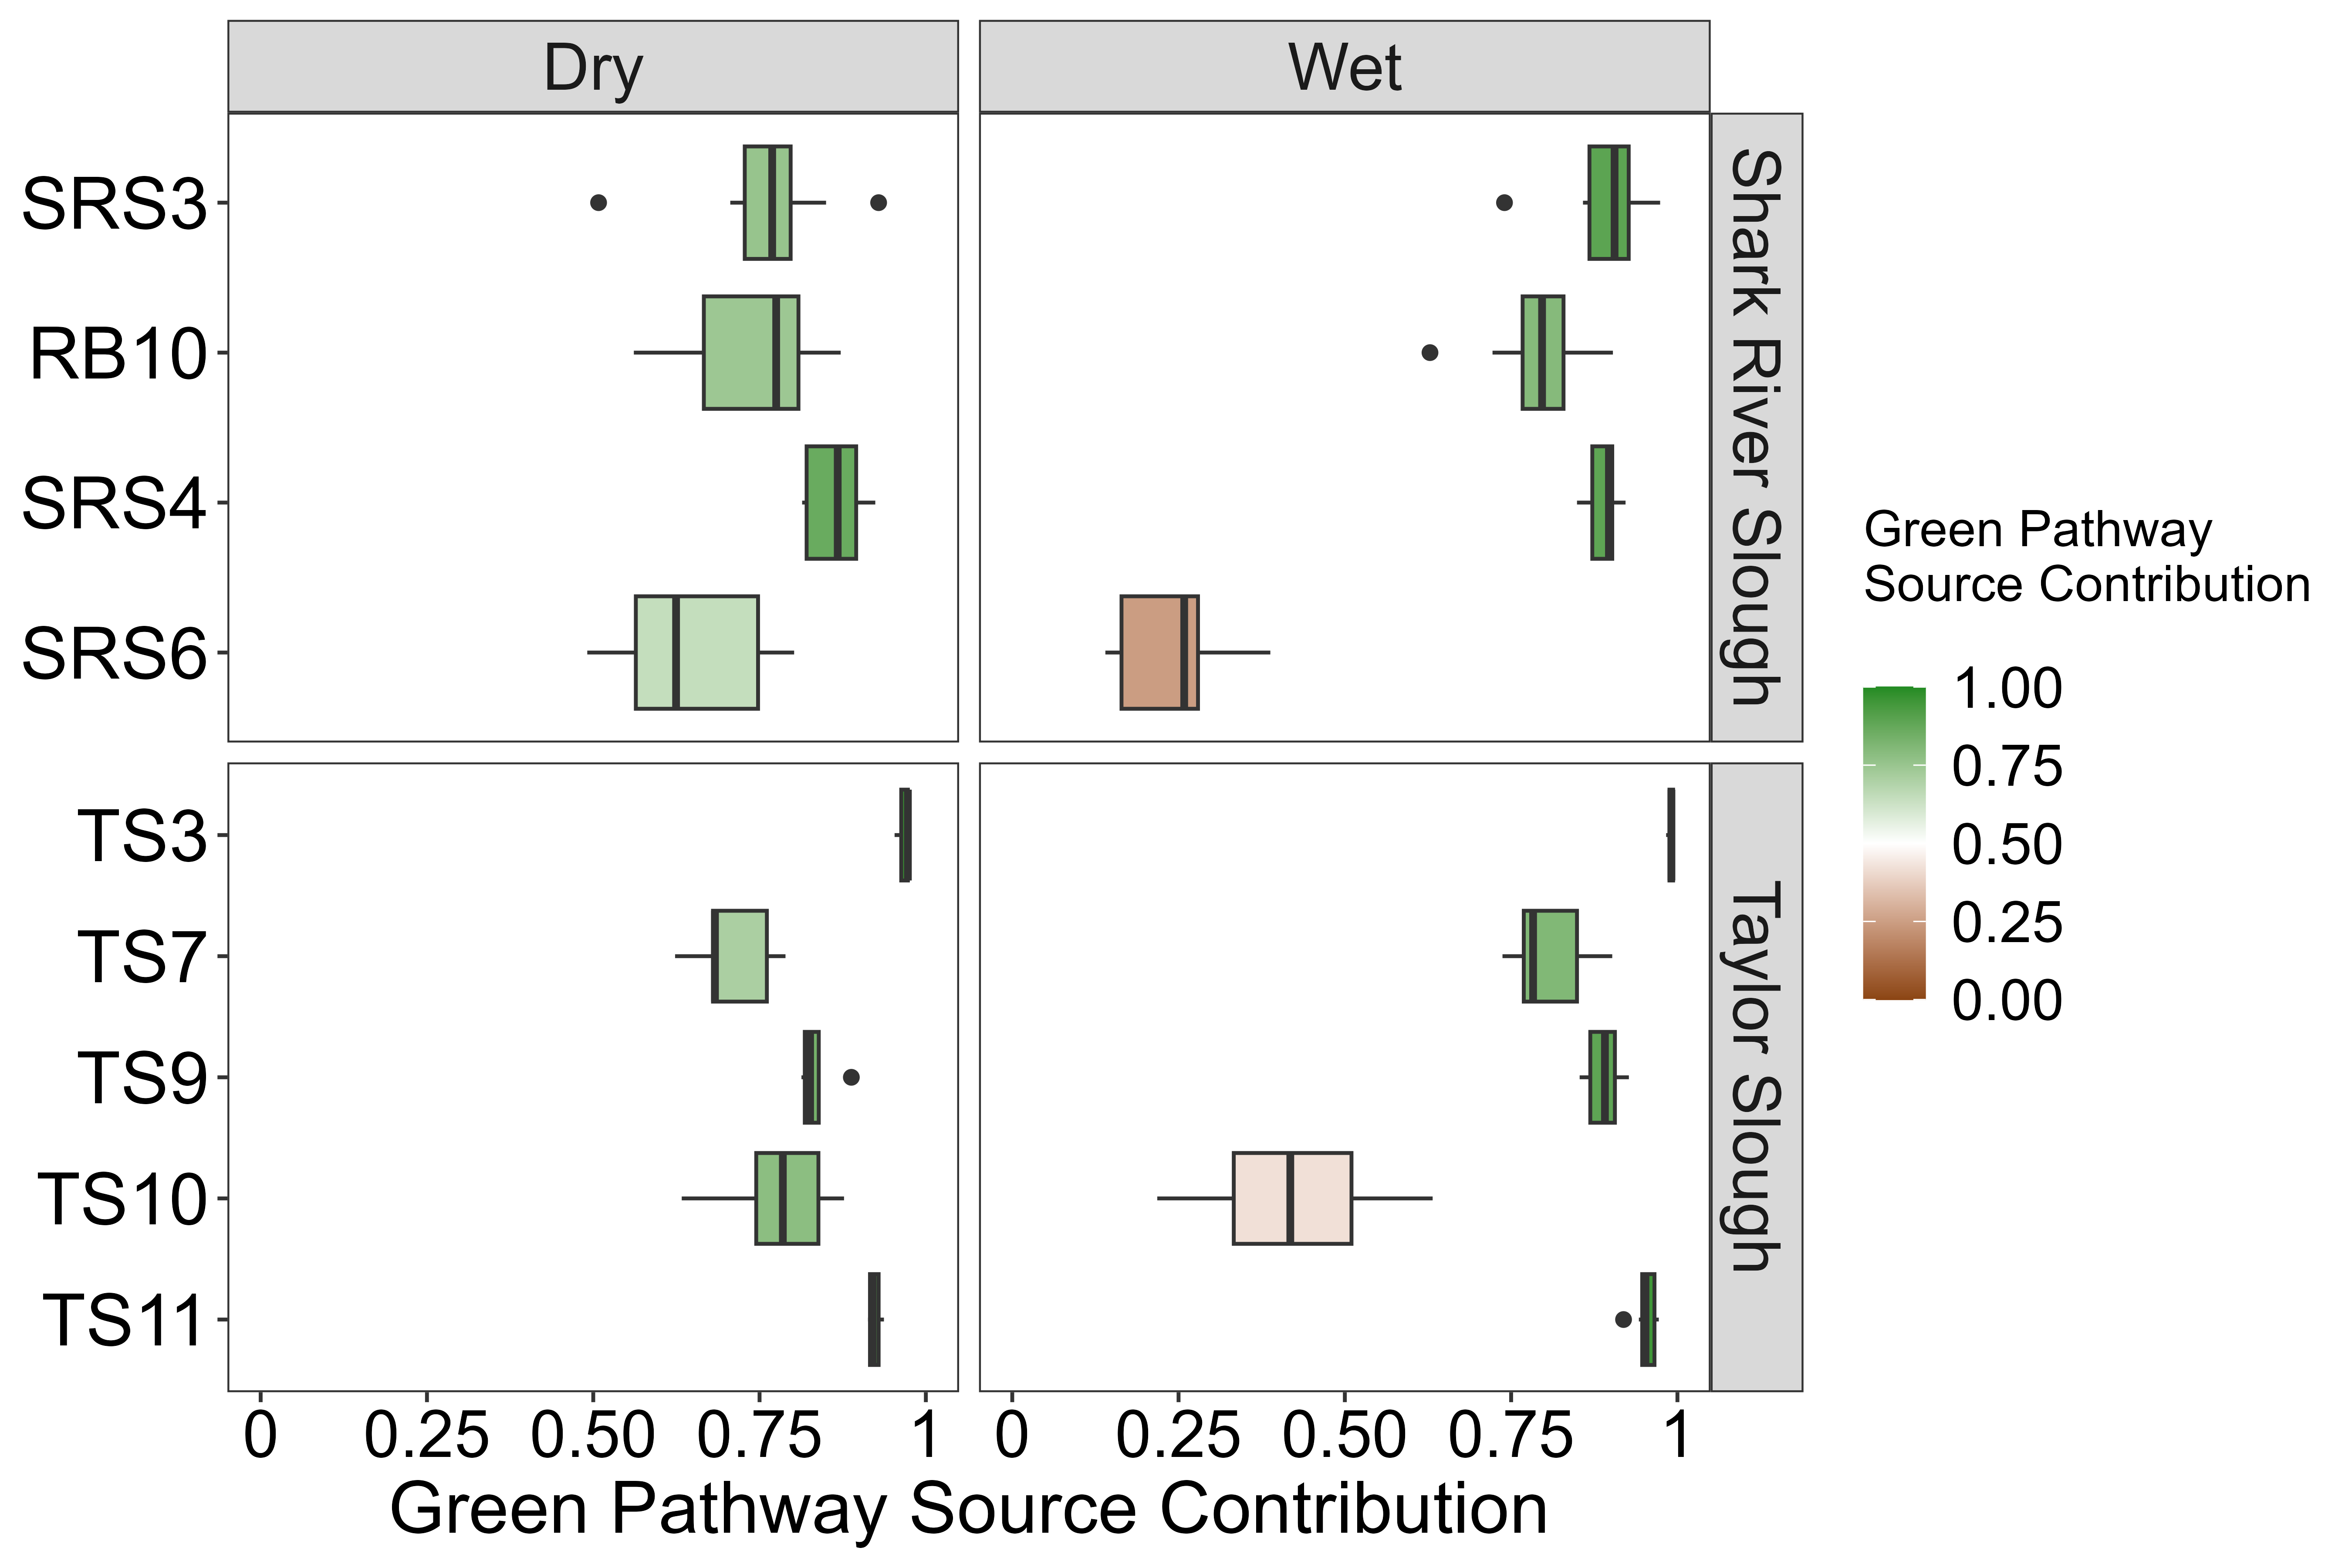 Dry
Wet
SRS3
RB10
SRS4
SRS6
Shark River Slough
TS3
TS7
TS9
TS10
TS11
Taylor Slough
0
0.25
0.50
0.75
1
0
0.25
0.50
0.75
1
Green Pathway Source Contribution
Green Pathway
Source Contribution
1.00
0.75
0.50
0.25
0.00